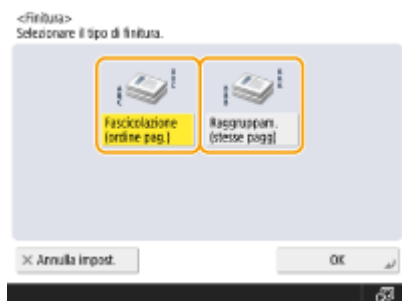 <Finitura>
Selezionare il tipo di finitura.
Fascicolazione
(ordine pag.)
Raggruppam.
(stesse pagg)
× Annulla impost.
OK